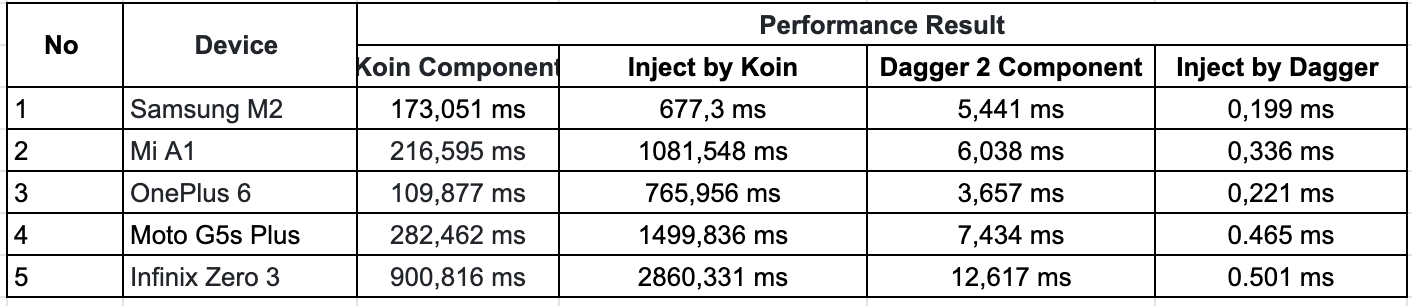 No Device Performance Result
Koin Component Inject by Koin Dagger 2 Component Inject by Dagger
1 Samsung M2 173,051 ms 677,3 ms 5,441 ms 0,199 ms
2 Mi A1 216,595 ms 1081,548 ms 6,038 ms 0,336 ms
3 OnePlus 6 109,877 ms 765,956 ms 3,657 ms 0,221 ms
4 Moto G5s Plus 282,462 ms 1499,836 ms 7,434 ms 0.465 ms
5 Infinix Zero 3 900,816 ms 2860,331 ms 12,617 ms 0.501 ms